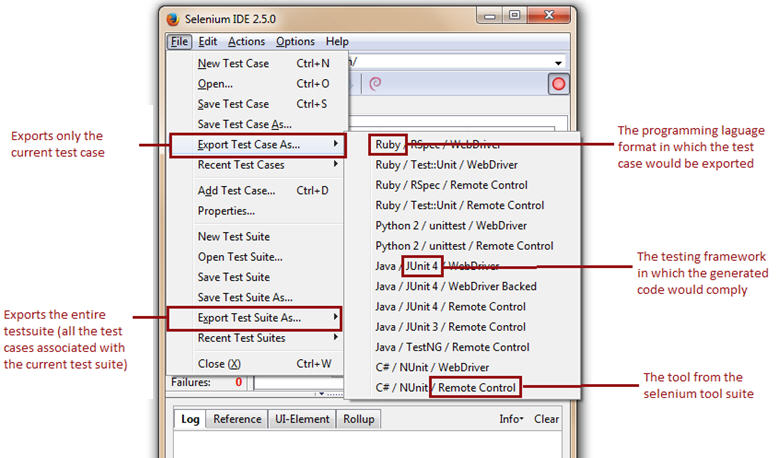 Selenium IDE 2.5.0
File Edit Actions Options Help
n/
New Test Case Ctrl+N
Open... Ctrl+O
Save Test Case Ctrl+S
Save Test Case As...
Export Test Case As...
Recent Test Cases
Add Test Case... Ctrl+D
Properties...
New Test Suite
Open Test Suite...
Save Test Suite
Save Test Suite As...
Export Test Suite As...
Recent Test Suites
Close (X) Ctrl+W
Ruby / RSpec / WebDriver
Ruby / Test::Unit / WebDriver
Ruby / RSpec / Remote Control
Ruby / Test::Unit / Remote Control
Python 2 / unittest / WebDriver
Python 2 / unittest / Remote Control
Java / JUnit 4 / WebDriver
Java / JUnit 4 / WebDriver Backed
Java / JUnit 4 / Remote Control
Java / JUnit 3 / Remote Control
Java / TestNG / Remote Control
C# / NUnit / WebDriver
C# / NUnit / Remote Control
Failures: 0
Log Reference UI-Element Rollup Info Clear
Exports only the
current test case
Exports the entire
testsuite (all the test
cases associated with
the current test suite)
The programming laguage
format in which the test
case would be exported
The testing framework
in which the generated
code would comply
The tool from the
selenium tool suite